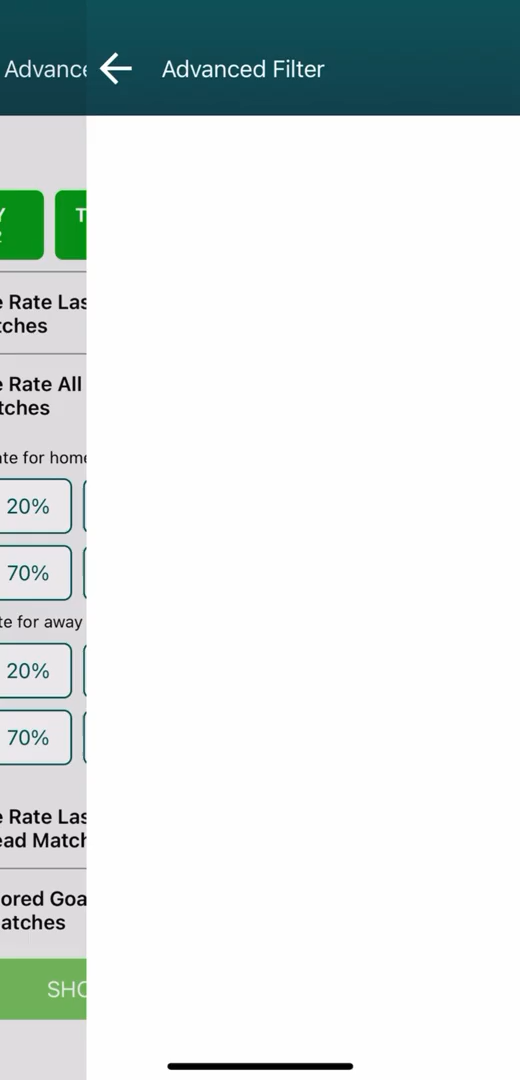 Advance
Advanced Filter
Y
T
2
e Rate Las
tches
e Rate All
tches
ate for home
20%
70%
te for away
20%
70%
e Rate Las
ead Match
ored Goa
atches
SHO